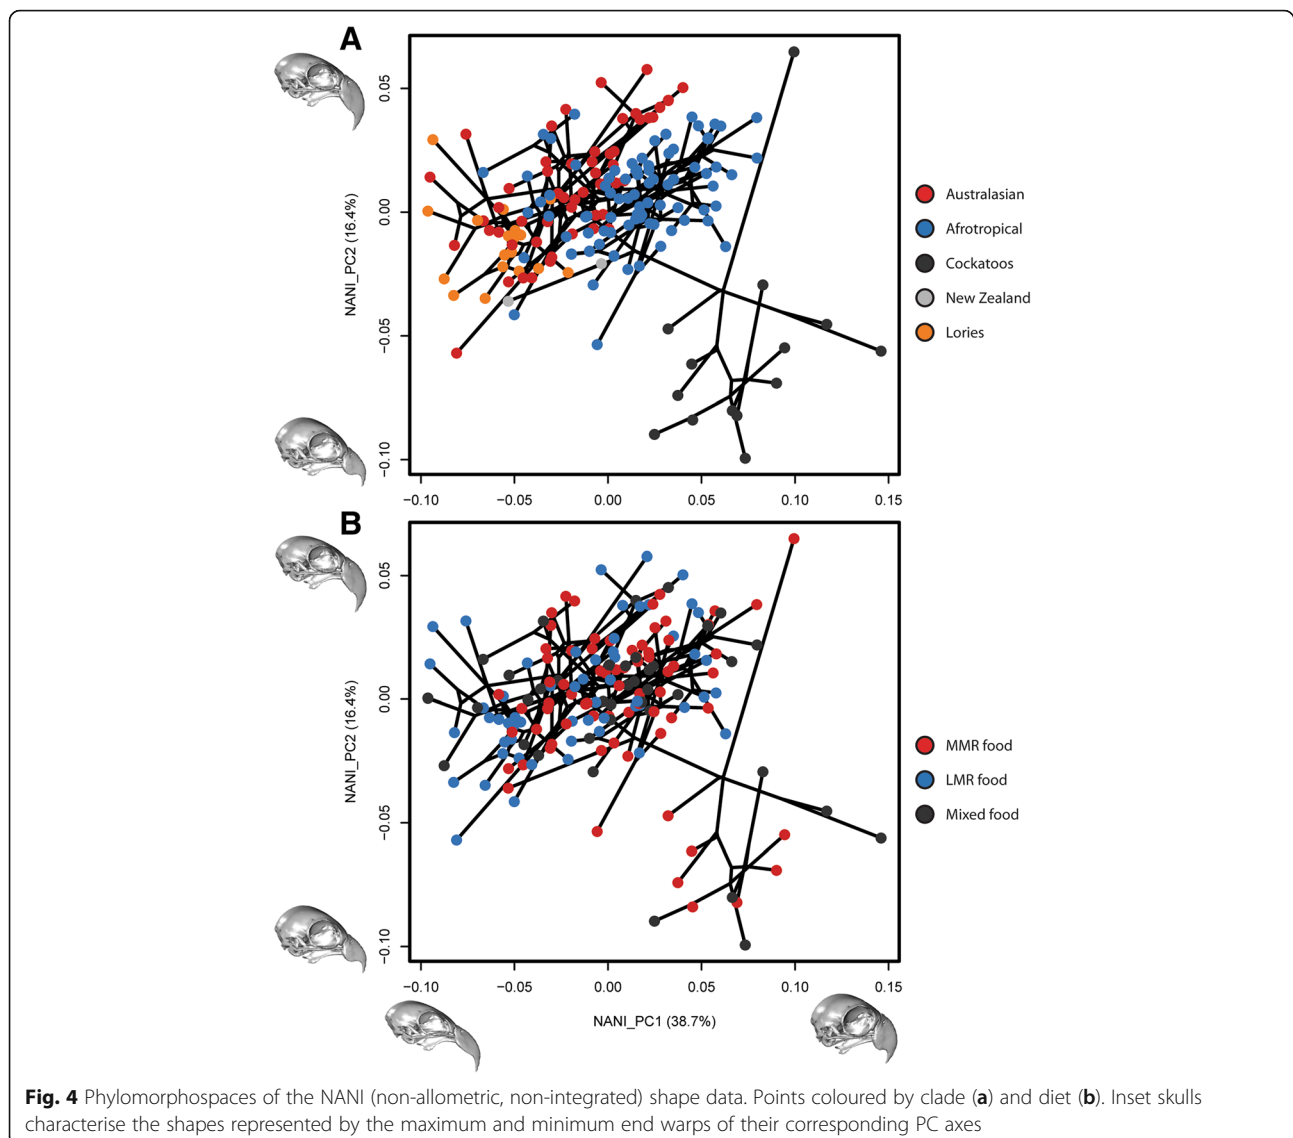 A
0.05
0.00
−0.05
−0.10
NANI_PC2 (16.4%)
−0.10 −0.05 0.00 0.05 0.10 0.15
Australasian
Afrotropical
Cockatoos
New Zealand
Lories
B
0.05
0.00
−0.05
−0.10
NANI_PC2 (16.4%)
−0.10 −0.05 0.00 0.05 0.10 0.15
NANI_PC1 (38.7%)
MMR food
LMR food
Mixed food
Fig. 4 Phylomorphospaces of the NANI (non-allometric, non-integrated) shape data. Points coloured by clade (a) and diet (b). Inset skulls
characterise the shapes represented by the maximum and minimum end warps of their corresponding PC axes